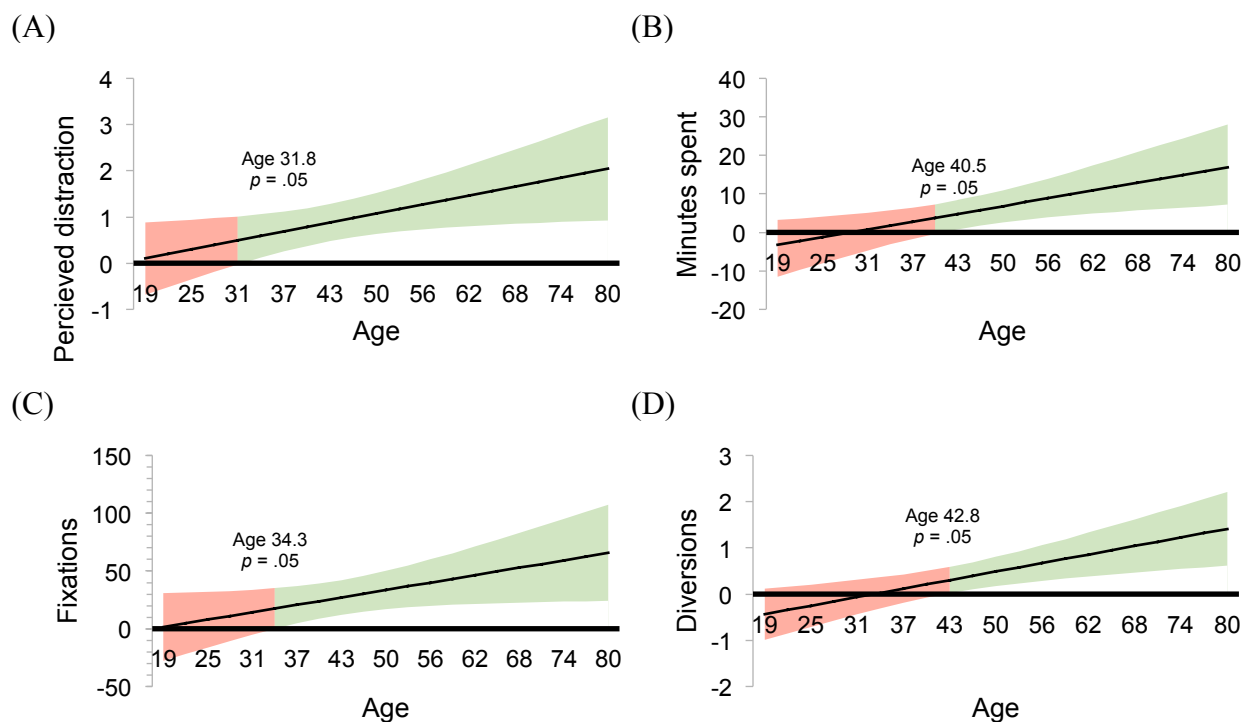 (A)
Percieved distraction
4
3
2
1
0
-1
Age 31.8
p = .05
19 25 31 37 43 50 56 62 68 74 80
Age
(B)
Minutes spent
40
30
20
10
0
-10
-20
Age 40.5
p = .05
19 25 31 37 43 50 56 62 68 74 80
Age
(C)
Fixations
150
100
50
0
-50
Age 34.3
p = .05
19 25 31 37 43 50 56 62 68 74 80
Age
(D)
Diversions
3
2
1
0
-1
-2
Age 42.8
p = .05
19 25 31 37 43 50 56 62 68 74 80
Age